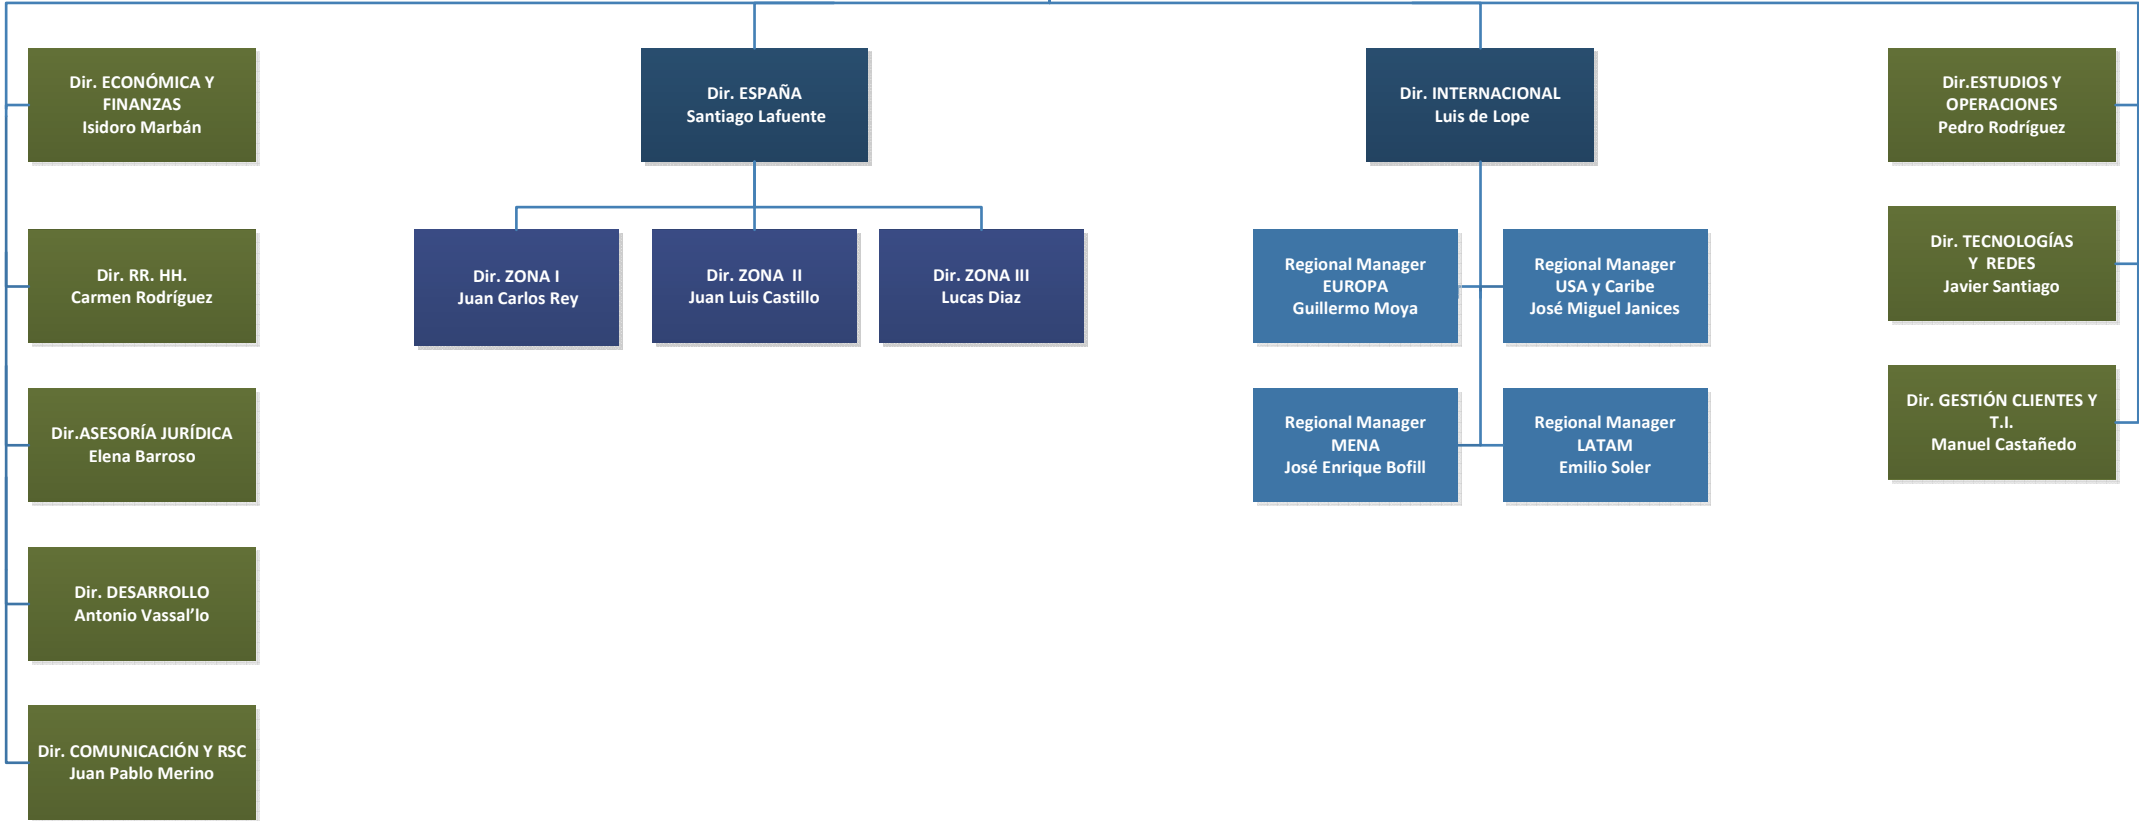 Dir. ECONÓMICA Y
FINANZAS
Isidoro Marbán
Dir. ESPAÑA
Santiago Lafuente
Dir. INTERNACIONAL
Luis de Lope
Dir.ESTUDIOS Y
OPERACIONES
Pedro Rodríguez
Dir. RR. HH.
Carmen Rodríguez
Dir. ZONA I
Juan Carlos Rey
Dir. ZONA  II
Juan Luis Castillo
Dir. ZONA III
Lucas Diaz
Regional Manager
EUROPA
Guillermo Moya
Regional Manager
USA y Caribe
José Miguel Janices
Dir. TECNOLOGÍAS
Y  REDES
Javier Santiago
Dir.ASESORÍA JURÍDICA
Elena Barroso
Regional Manager
MENA
José Enrique Bofill
Regional Manager
LATAM
Emilio Soler
Dir. GESTIÓN CLIENTES Y
T.I.
Manuel Castañedo
Dir. DESARROLLO
Antonio Vassal’lo
Dir. COMUNICACIÓN Y RSC
Juan Pablo Merino